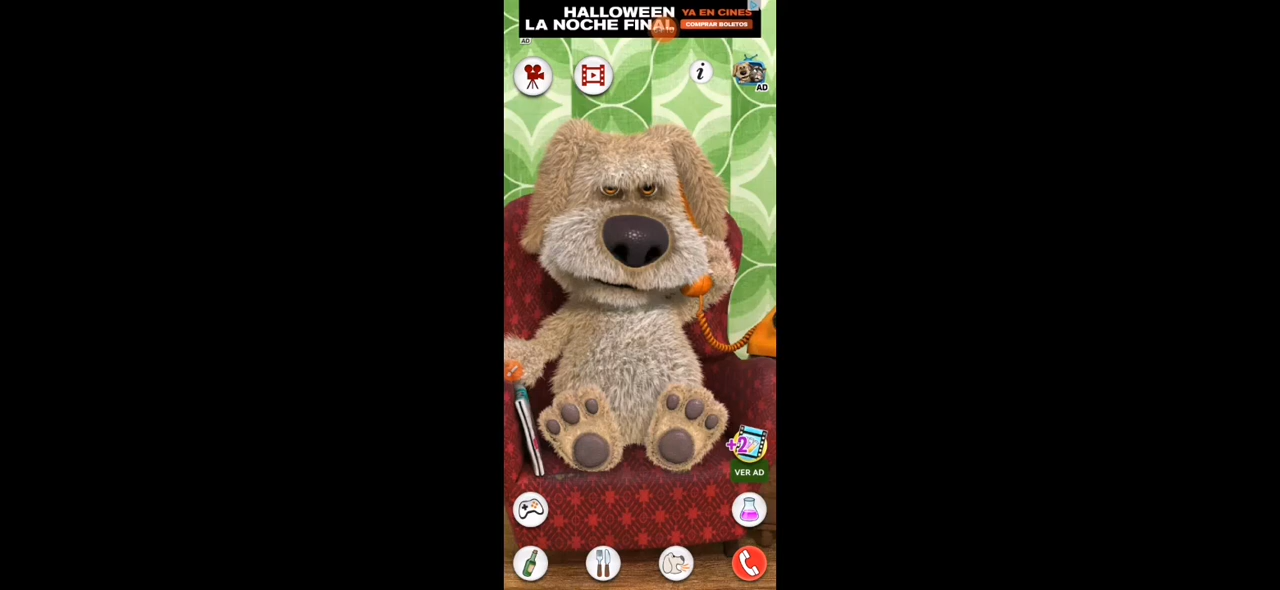 HALLOWEEN
LA NOCHE FINAL
YA EN CINES
COMPRAR BOLETOS
AD
i
AD
+2
VER AD